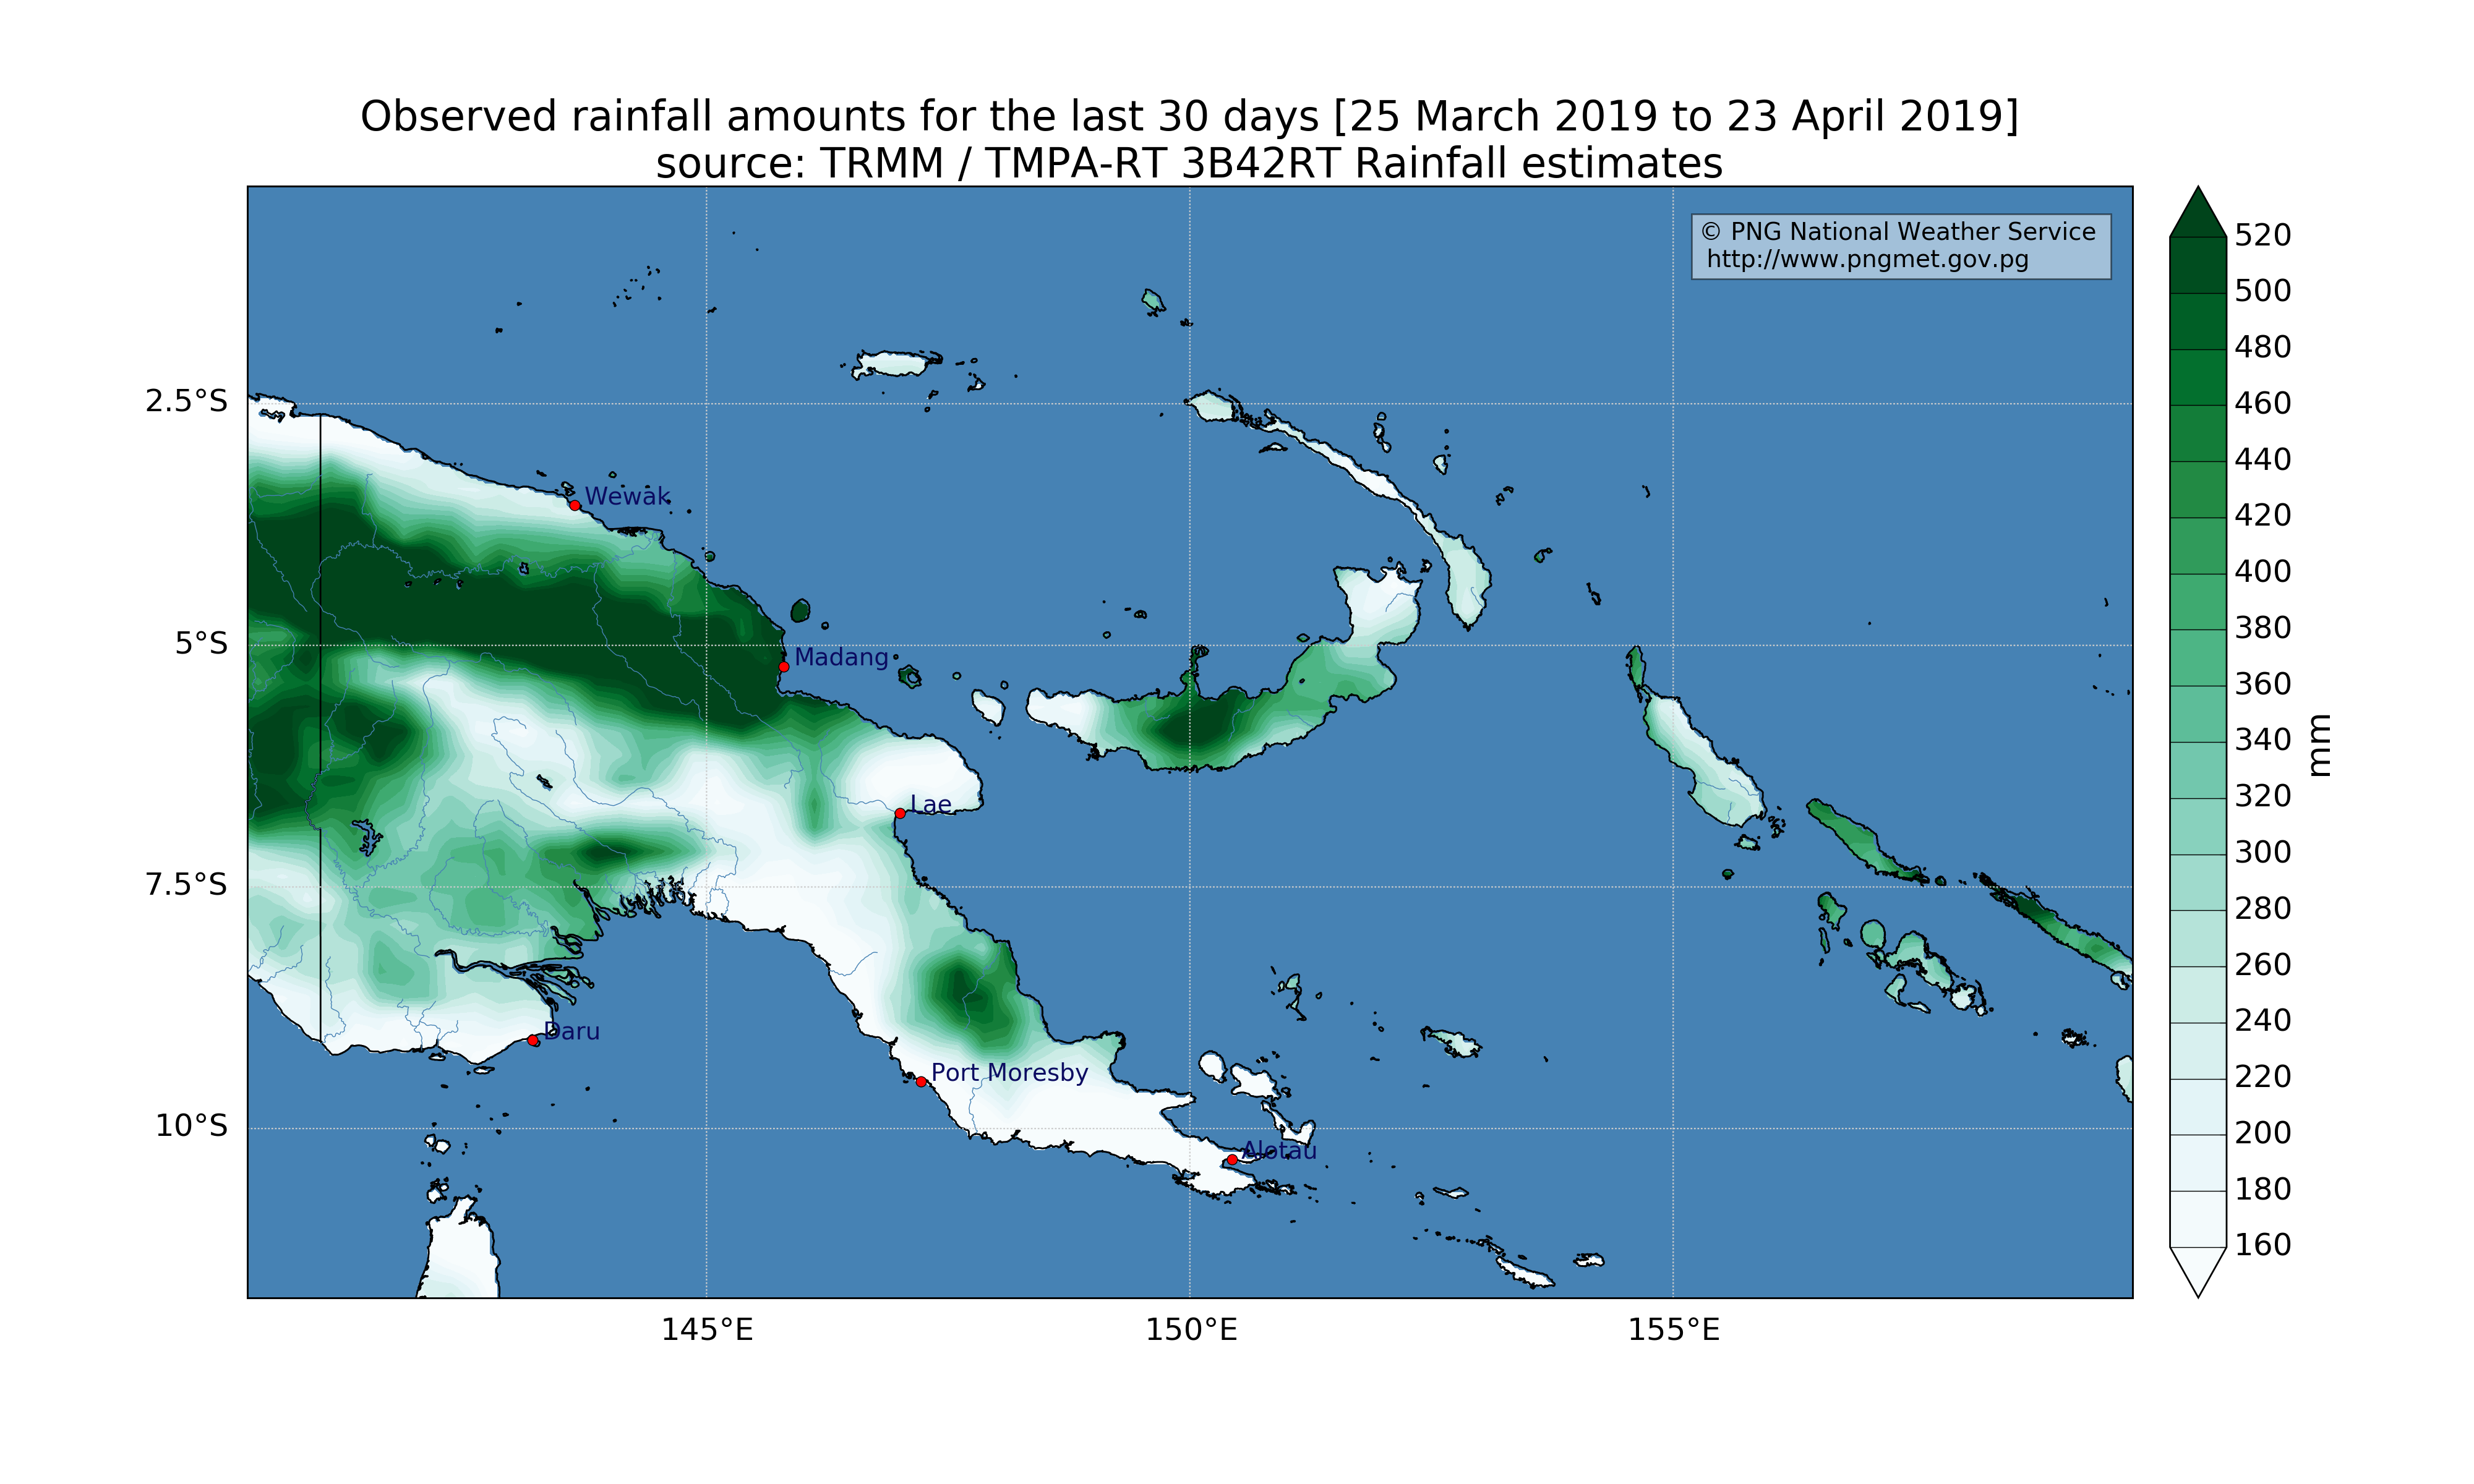 Observed rainfall amounts for the last 30 days [25 March 2019 to 23 April 2019]
source: TRMM / TMPA-RT 3B42RT Rainfall estimates
© PNG National Weather Service
http://www.pngmet.gov.pg
2.5°S
5°S
7.5°S
10°S
Wewak
Madang
Lae
Daru
Port Moresby
Alotau
145°E
150°E
155°E
520
500
480
460
440
420
400
380
360
340
320
300
280
260
240
220
200
180
160
mm